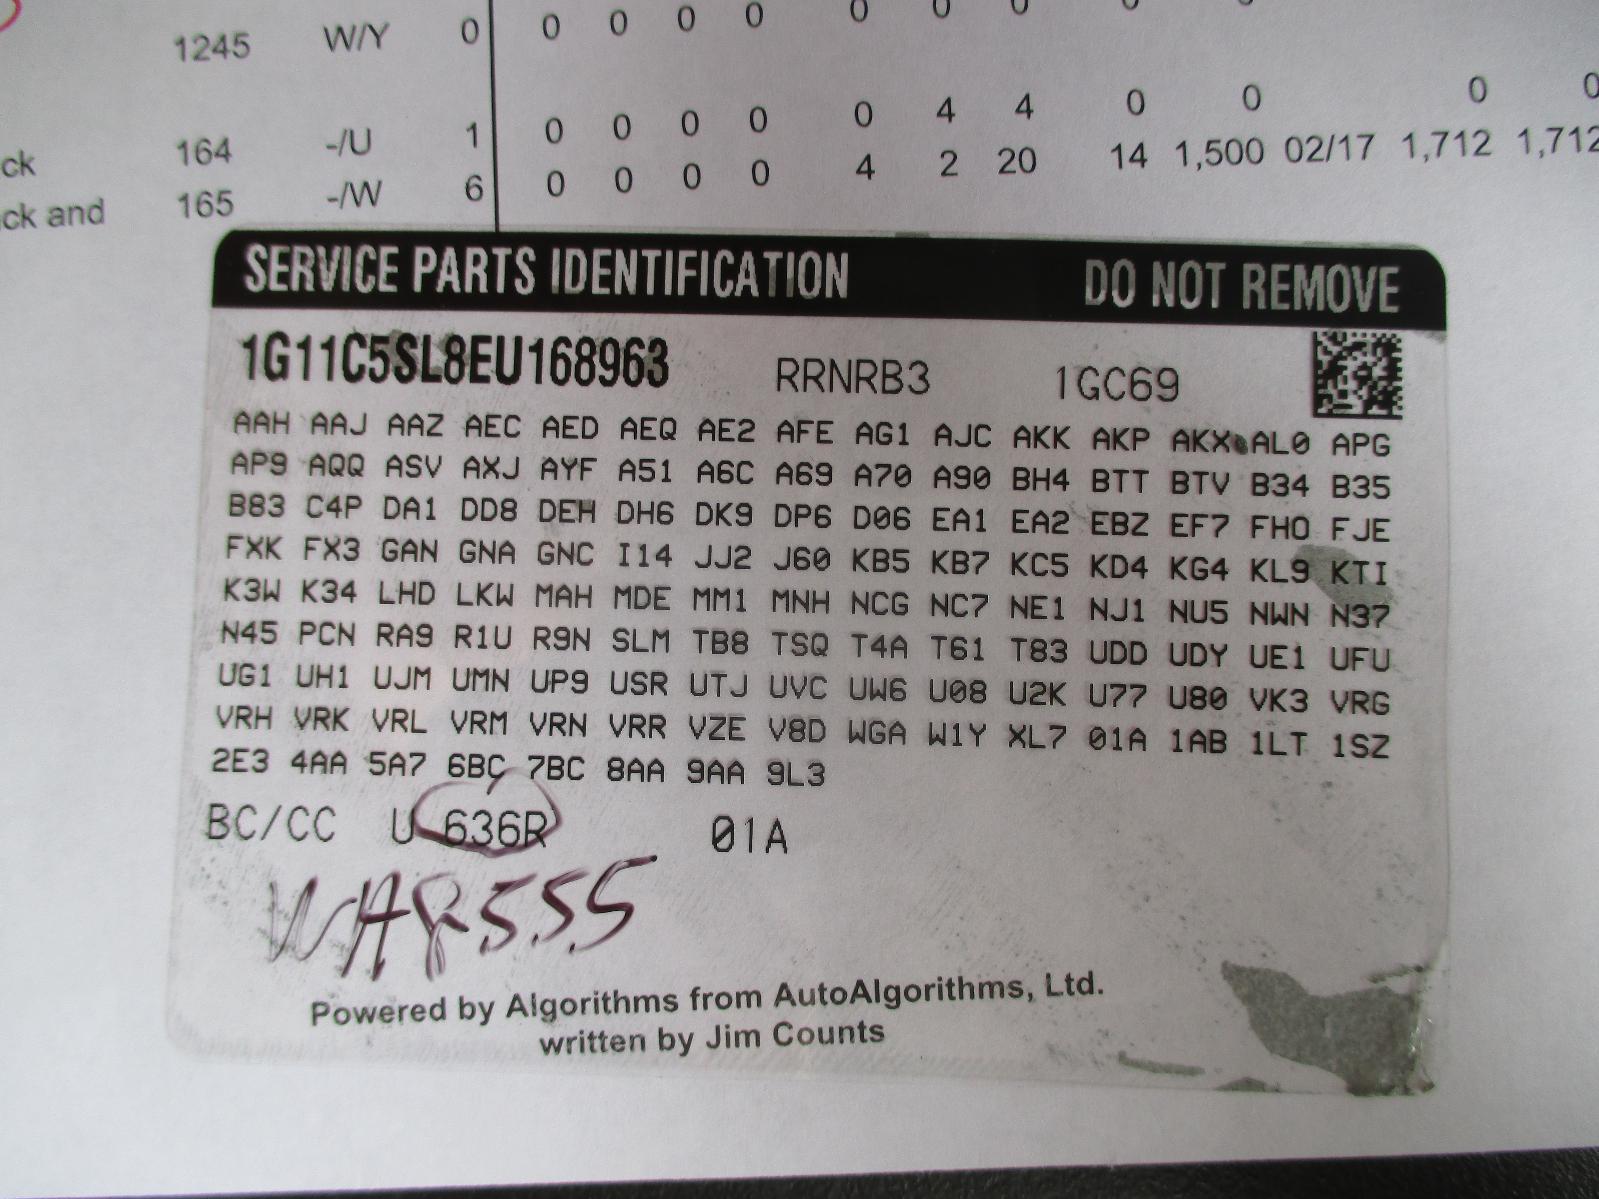 1245 W/Y 0 0 0 0 0 0 0 0 0
0 0
ck 164 -/U 1 0 0 0 0 0 4 4 0 0
ck and 165 -/W 6 0 0 0 0 4 2 20 14 1,500 02/17 1,712 1,712
SERVICE PARTS IDENTIFICATION DO NOT REMOVE
1G11C5SL8EU168963 RRNRB3 1GC69
AAH AAJ AAZ AEC AED AEQ AE2 AFE AG1 AJC AKK AKP AKX AL0 APG
AP9 AQQ ASV AXJ AYF A51 A6C A69 A70 A90 BH4 BTT BTV B34 B35
B83 C4P DA1 DD8 DEH DH6 DK9 DP6 D06 EA1 EA2 EBZ EF7 FHO FJE
FXK FX3 GAN GNA GNC I14 JJ2 J60 KB5 KB7 KC5 KD4 KG4 KL9 KTI
K3W K34 LHD LKW MAH MDE MM1 MNH NCG NC7 NE1 NJ1 NU5 NWN N37
N45 PCN RA9 R1U R9N SLM TB8 TSQ T4A T61 T83 UDD UDY UE1 UFU
UG1 UH1 UJM UMN UP9 USR UTJ UVC UW6 U08 U2K U77 U80 VK3 VRG
VRH VRK VRL VRM VRN VRR VZE V8D WGA W1Y XL7 01A 1AB 1LT 1SZ
2E3 4AA 5A7 6BC 7BC 8AA 9AA 9L3
BC/CC U 636R 01A
WA8555
Powered by Algorithms from AutoAlgorithms, Ltd.
written by Jim Counts